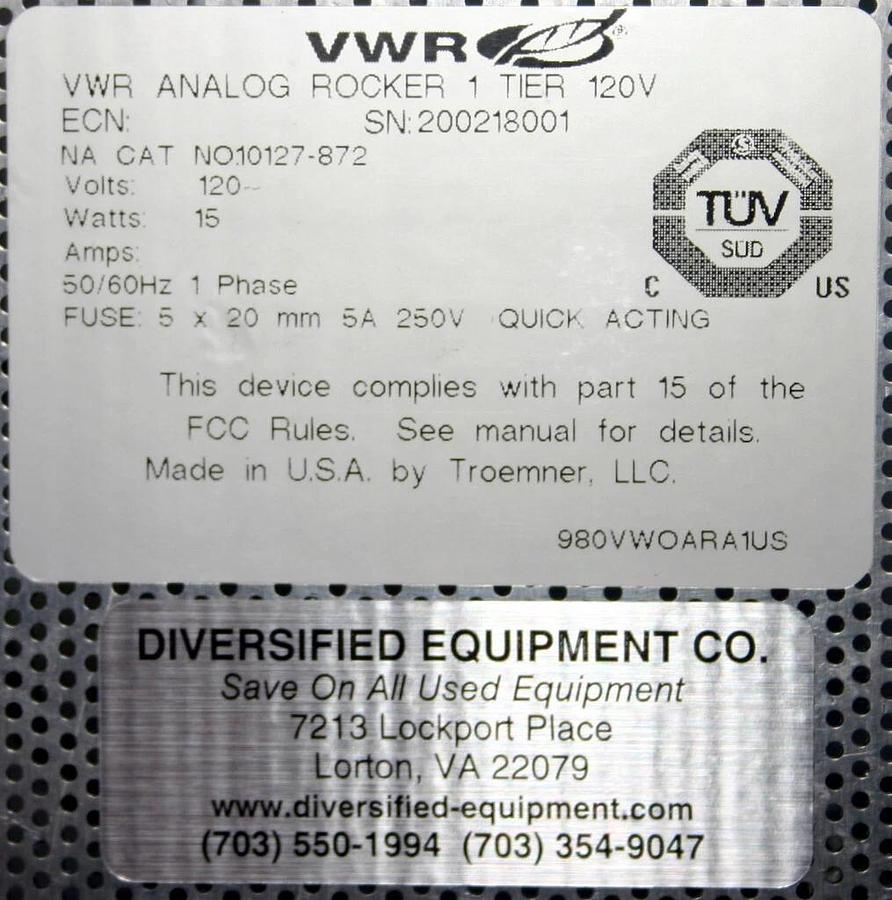 VWR®
VWR ANALOG ROCKER 1 TIER 120V
ECN: SN:200218001
NA CAT NO.10127-872
Volts: 120~
Watts: 15
Amps:
50/60Hz 1 Phase
FUSE: 5 x 20 mm 5A 250V QUICK ACTING
TÜV
SÜD
C US
This device complies with part 15 of the
FCC Rules. See manual for details.
Made in U.S.A. by Troemner, LLC.
980VWOARA1US
DIVERSIFIED EQUIPMENT CO.
Save On All Used Equipment
7213 Lockport Place
Lorton, VA 22079
www.diversified-equipment.com
(703) 550-1994 (703) 354-9047